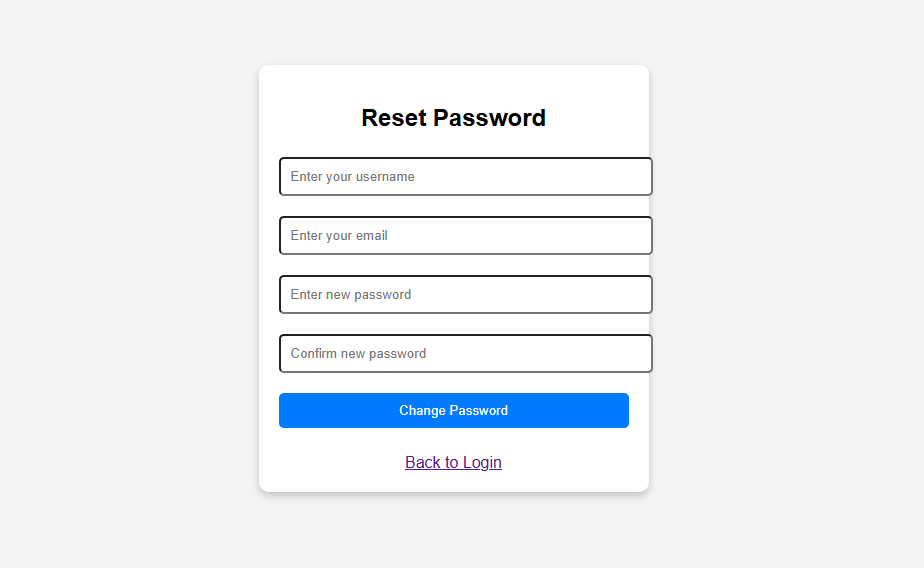 Reset Password
Enter your username
Enter your email
Enter new password
Confirm new password
Change Password
Back to Login